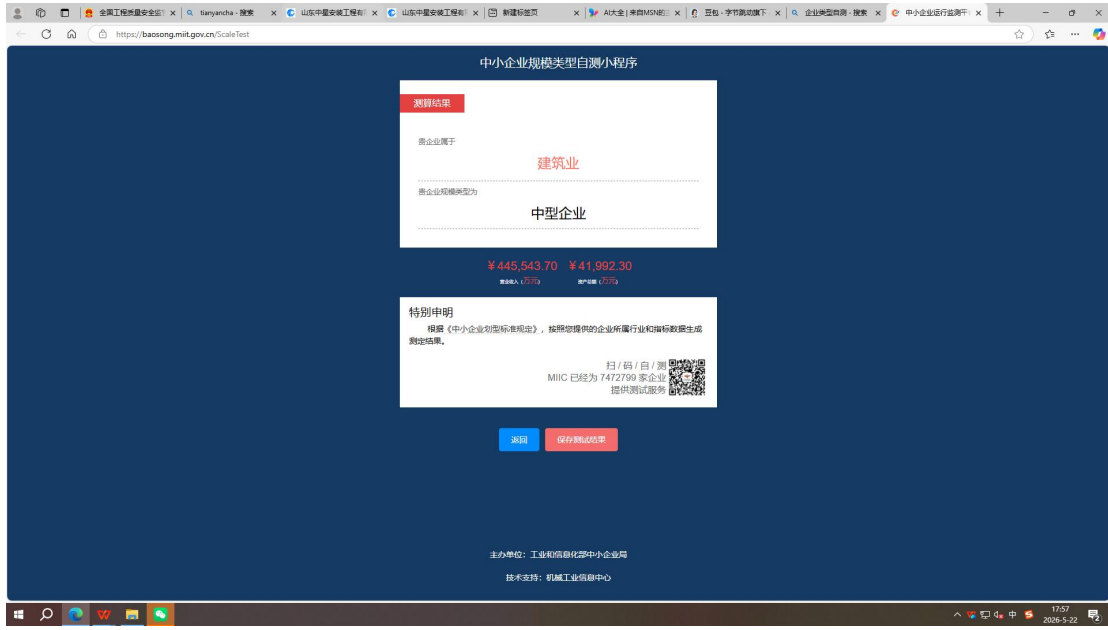 全国工程质量安全监
tianyancha - 搜索
山东中星安装工程有
山东中星安装工程有
新建标签页
AI大全|来自MSN的
豆包 - 字节跳动旗下
企业类型自测 - 搜索
中小企业运行监测平
https://baosong.miit.gov.cn/ScaleTest
中小企业规模类型自测小程序
测算结果
贵企业属于
建筑业
贵企业规模类型为
中型企业
¥445,543.70 ¥41,992.30
营业收入（万元） 资产总额（万元）
特别申明
根据《中小企业划型标准规定》，按照您提供的企业所属行业和指标数据生成
测定结果。
扫 / 码 / 自 / 测
MIIC 已经为 7472799 家企业
提供测试服务
返回 保存测试结果
主办单位：工业和信息化部中小企业局
技术支持：机械工业信息中心
中
17:57
2026-5-22